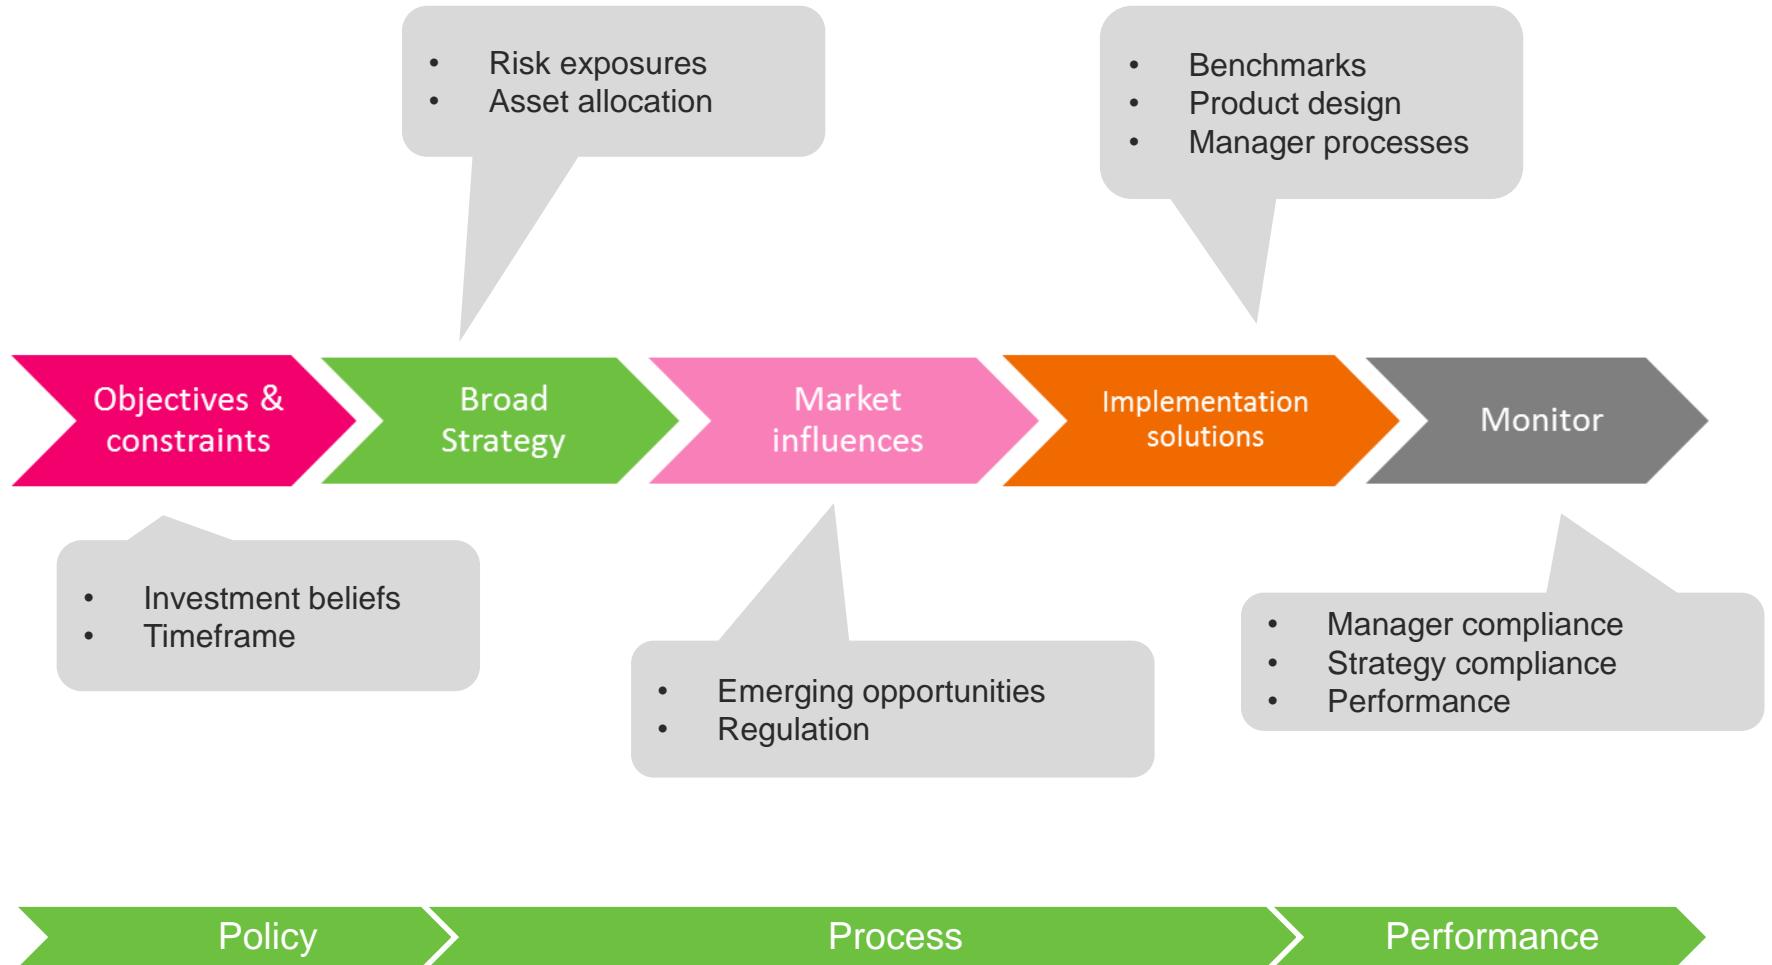 • Risk exposures
• Asset allocation
• Benchmarks
• Product design
• Manager processes
Objectives &
constraints
Broad
Strategy
Market
influences
Implementation
solutions
Monitor
• Investment beliefs
• Timeframe
• Emerging opportunities
• Regulation
• Manager compliance
• Strategy compliance
• Performance
Policy
Process
Performance